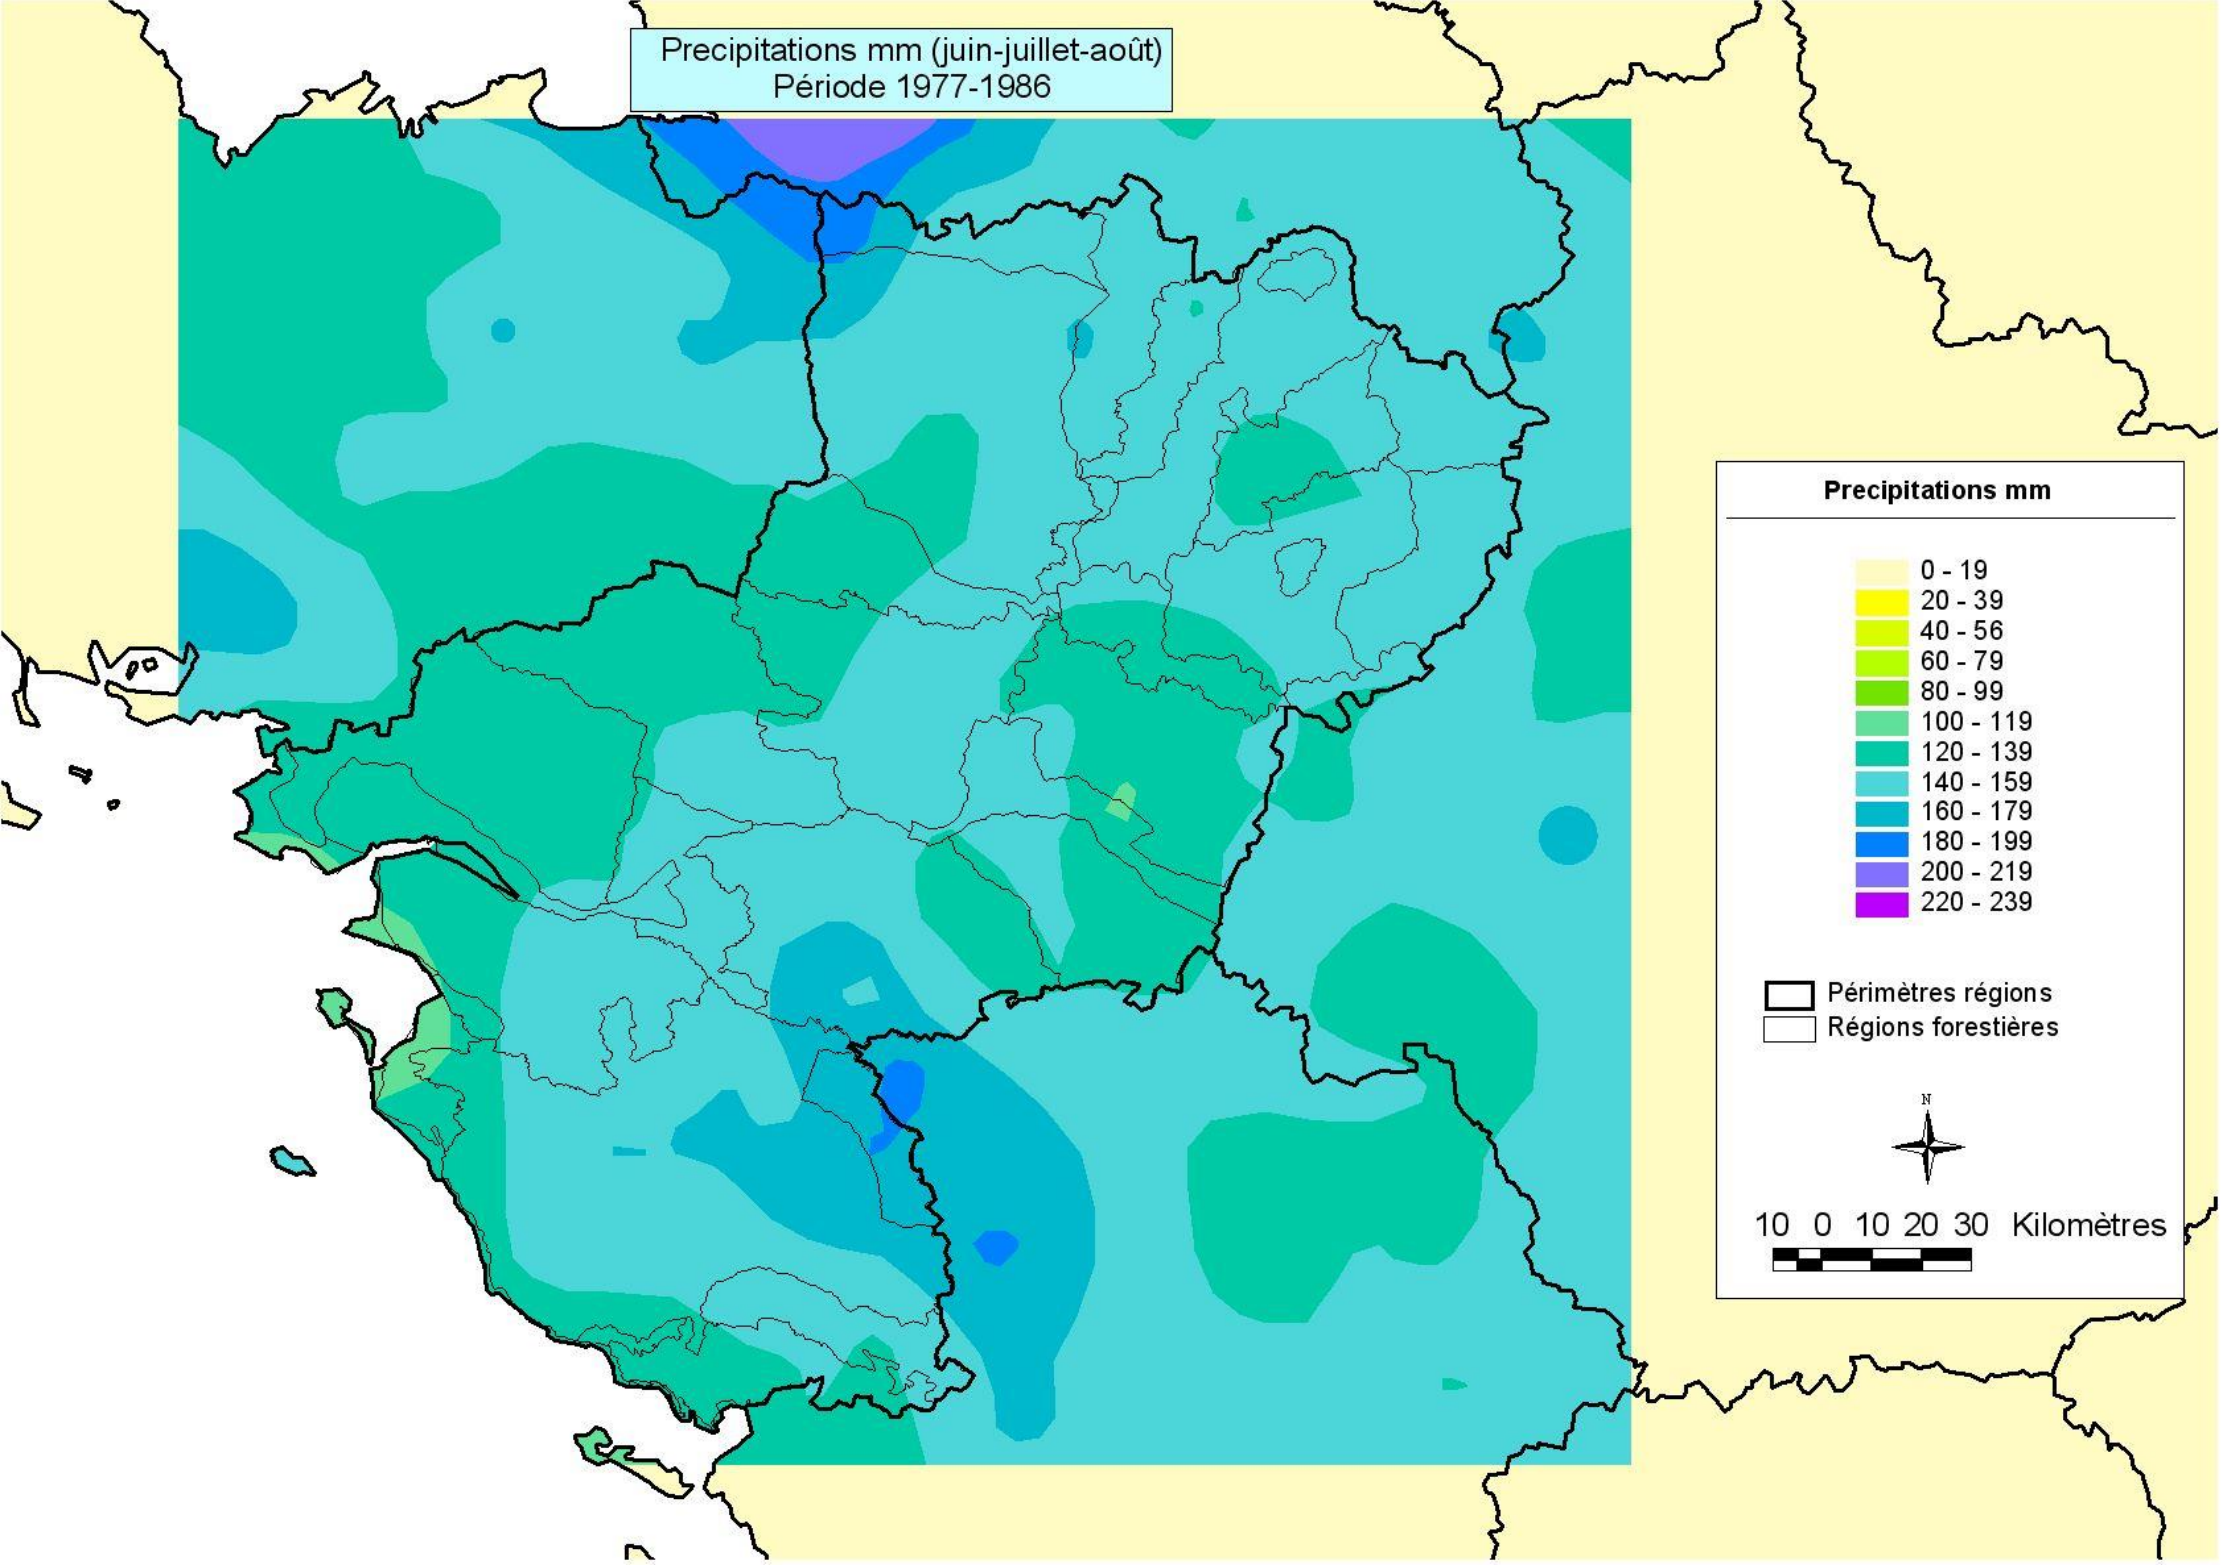 Precipitations mm (juin-juillet-août)
Période 1977-1986
Precipitations mm
0 - 19
20 - 39
40 - 56
60 - 79
80 - 99
100 - 119
120 - 139
140 - 159
160 - 179
180 - 199
200 - 219
220 - 239
Périmètres régions
Régions forestières
N
10 0 10 20 30 Kilomètres